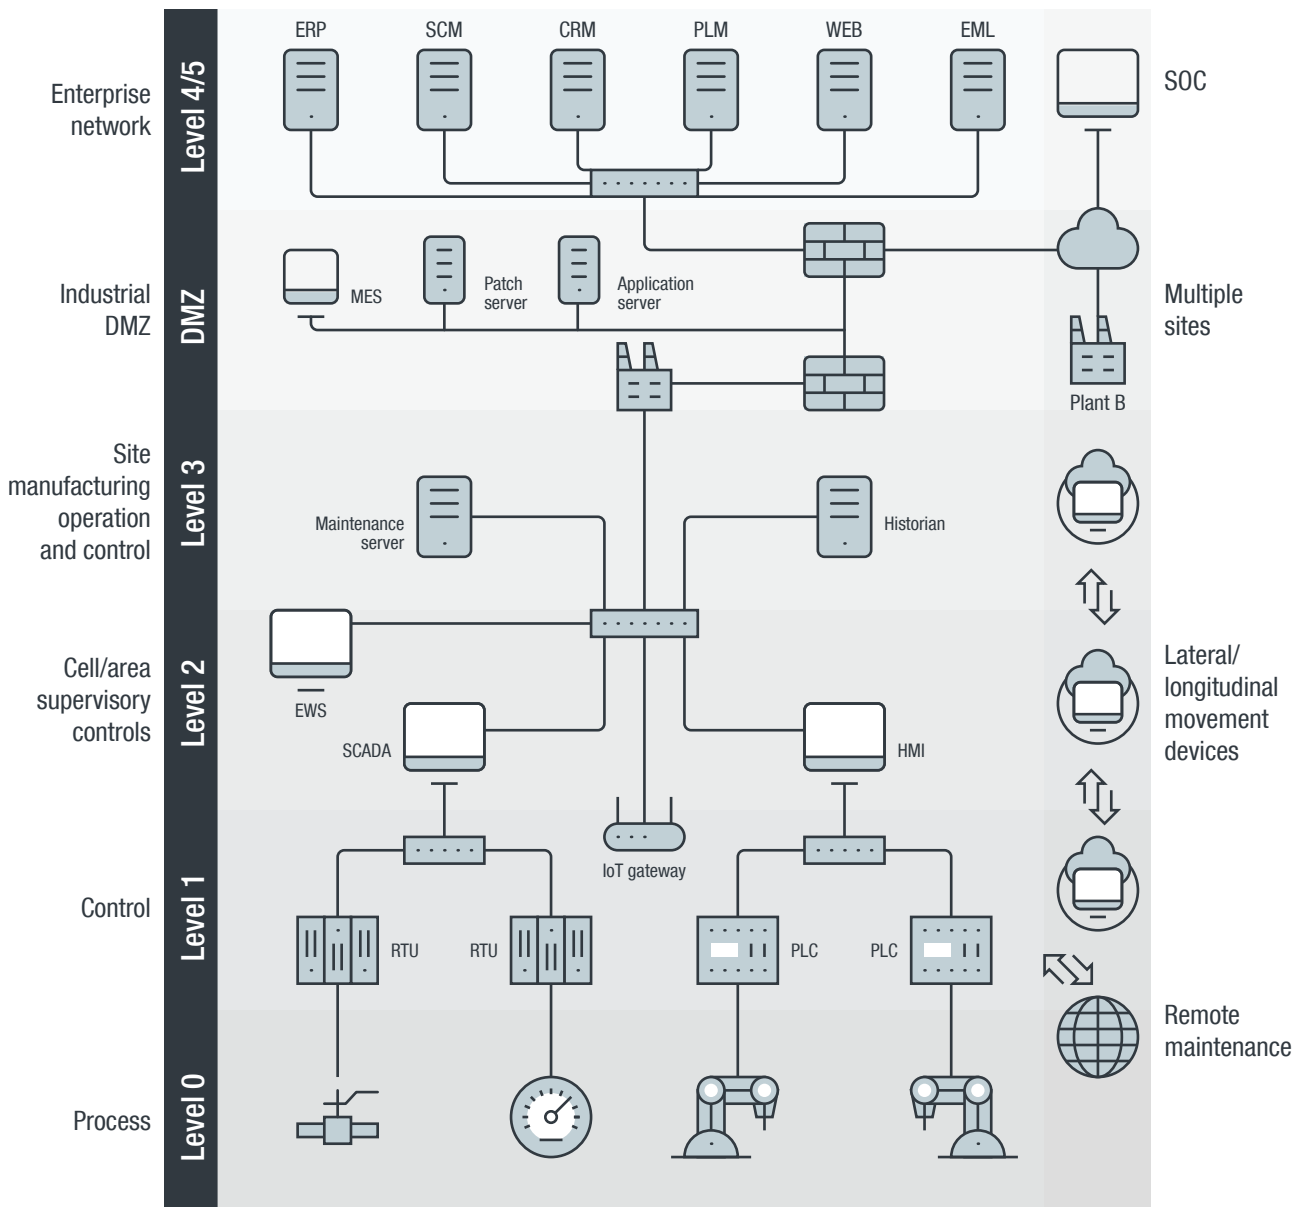 ERP
SCM
CRM
PLM
WEB
EML
SOC
Enterprise
network
Level 4/5
Industrial
DMZ
DMZ
MES
Patch
server
Application
server
Multiple
sites
Plant B
Site
manufacturing
operation
and control
Level 3
Maintenance
server
Historian
Cell/area
supervisory
controls
Level 2
EWS
SCADA
HMI
Lateral/
longitudinal
movement
devices
IoT gateway
Control
Level 1
RTU
RTU
PLC
PLC
Remote
maintenance
Process
Level 0